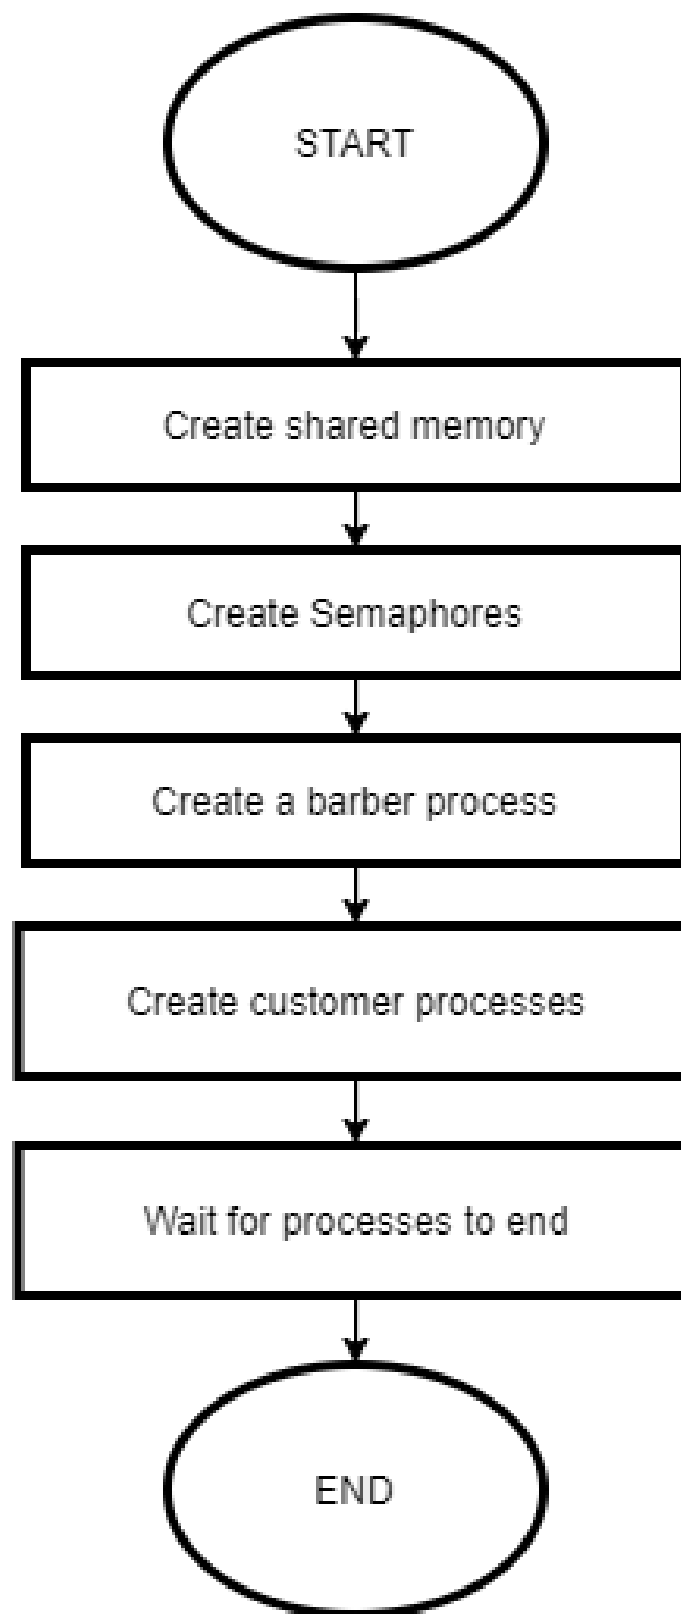 START
Create shared memory
Create Semaphores
Create a barber process
Create customer processes
Wait for processes to end
END